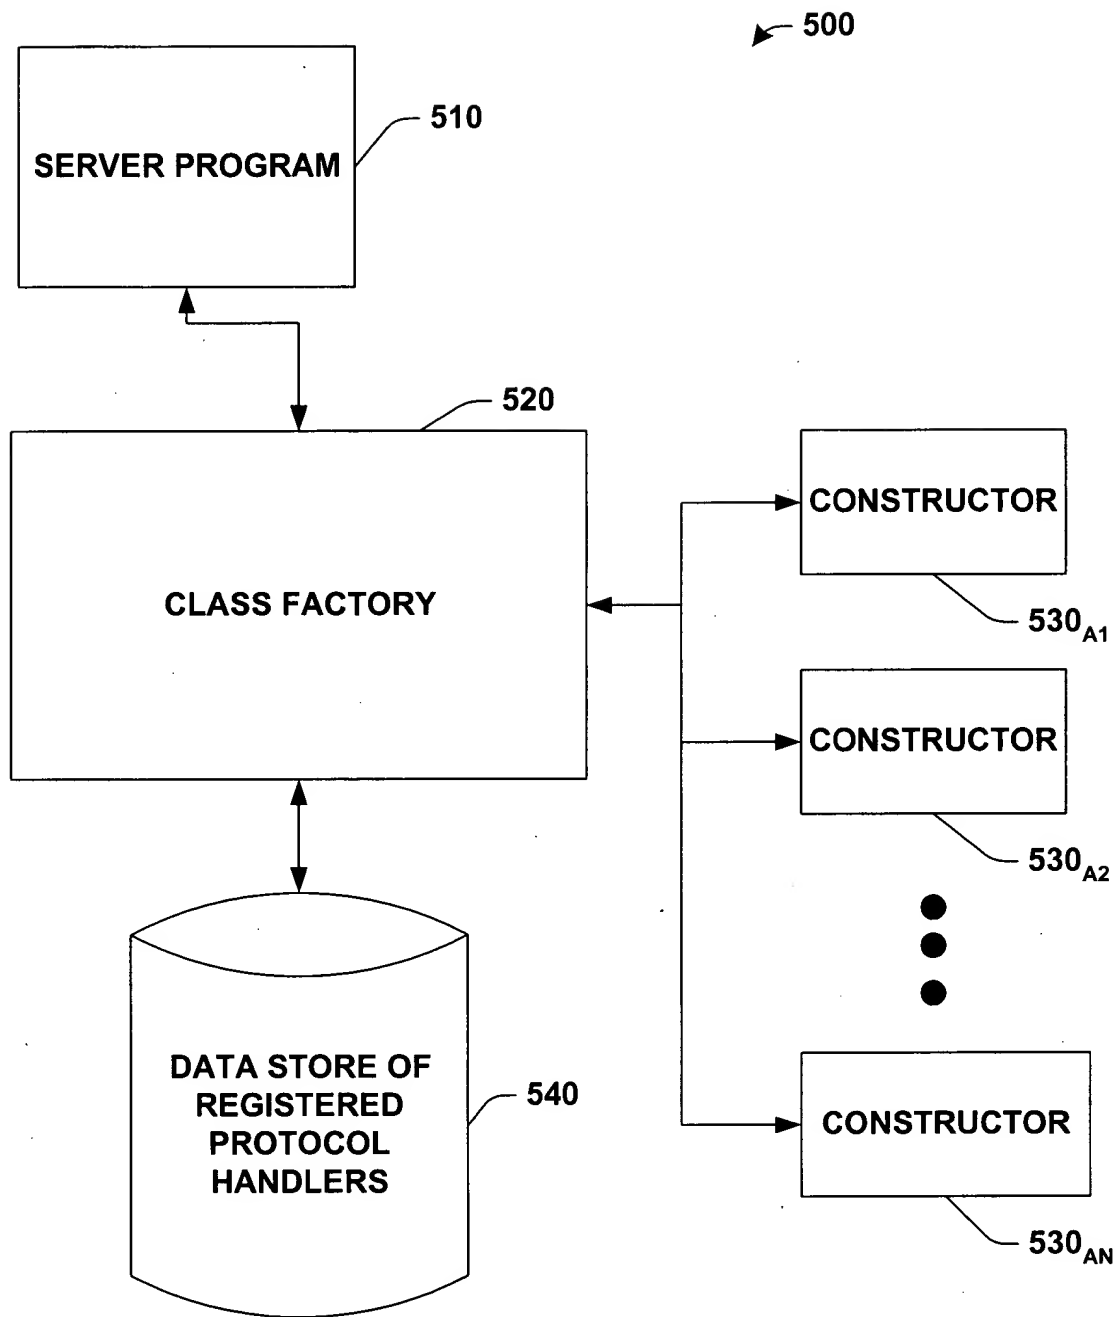 500
510
SERVER PROGRAM
520
CLASS FACTORY
CONSTRUCTOR
530A1
CONSTRUCTOR
530A2
DATA STORE OF
REGISTERED
PROTOCOL
HANDLERS
540
CONSTRUCTOR
530AN